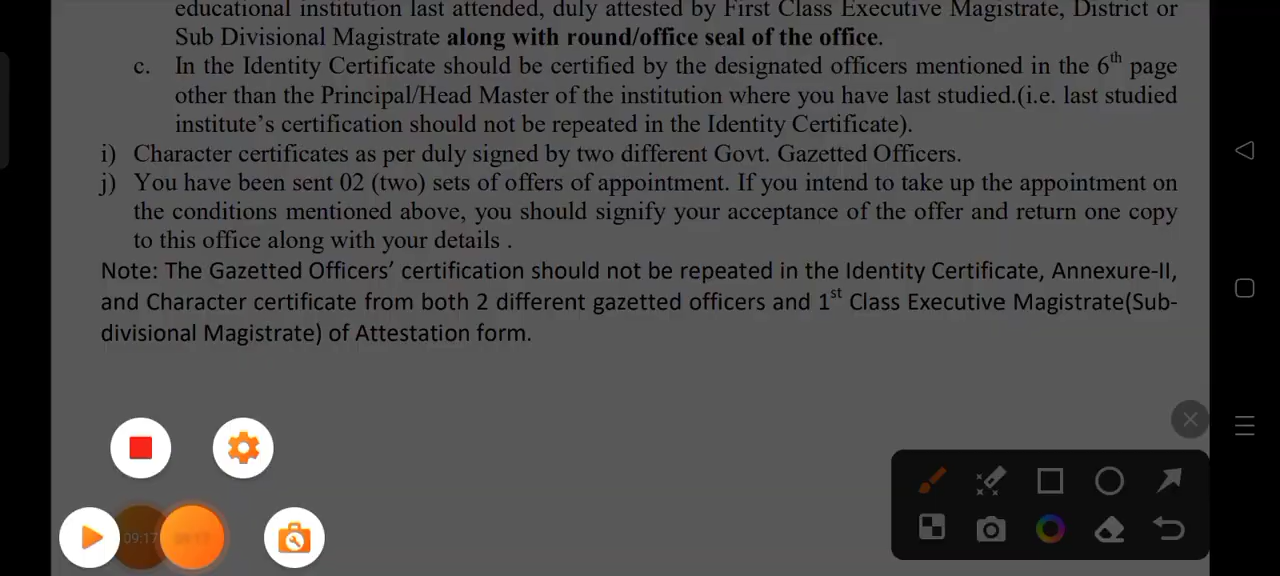 educational institution last attended, duly attested by First Class Executive Magistrate, District or
Sub Divisional Magistrate along with round/office seal of the office.
c. In the Identity Certificate should be certified by the designated officers mentioned in the 6th page
other than the Principal/Head Master of the institution where you have last studied.(i.e. last studied
institute's certification should not be repeated in the Identity Certificate).
i) Character certificates as per duly signed by two different Govt. Gazetted Officers.
j) You have been sent 02 (two) sets of offers of appointment. If you intend to take up the appointment on
the conditions mentioned above, you should signify your acceptance of the offer and return one copy
to this office along with your details .
Note: The Gazetted Officers' certification should not be repeated in the Identity Certificate, Annexure-II,
and Character certificate from both 2 different gazetted officers and 1st Class Executive Magistrate(Sub-
divisional Magistrate) of Attestation form.
09:17